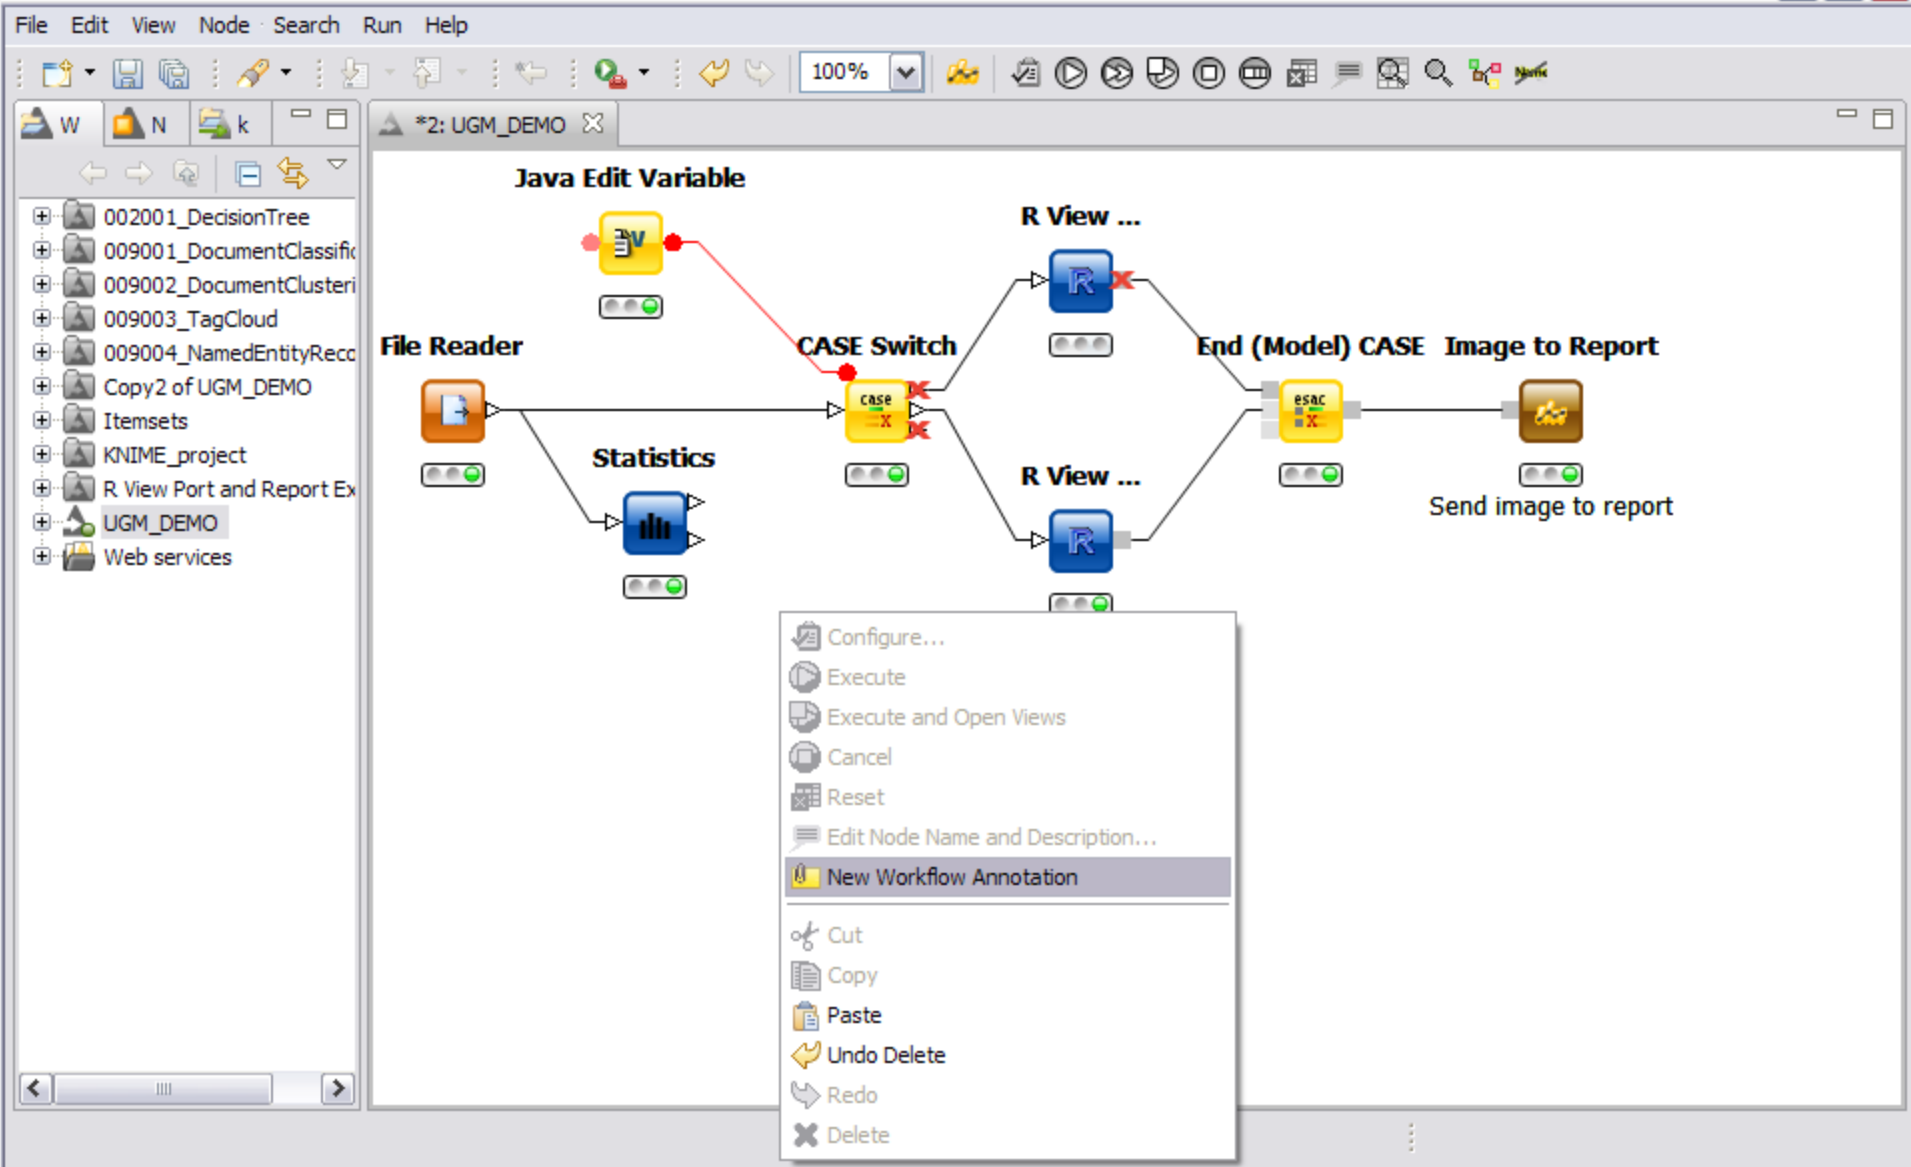 File Edit View Node Search Run Help
100%
W N k
*2: UGM_DEMO
002001_DecisionTree
009001_DocumentClassific
009002_DocumentClusteri
009003_TagCloud
009004_NamedEntityReco
Copy2 of UGM_DEMO
Itemsets
KNIME_project
R View Port and Report Ex
UGM_DEMO
Web services
Java Edit Variable
V
R View ...
R
File Reader
CASE Switch
End (Model) CASE
Image to Report
case
x
esac
x
Statistics
R View ...
R
Send image to report
Configure...
Execute
Execute and Open Views
Cancel
Reset
Edit Node Name and Description...
New Workflow Annotation
Cut
Copy
Paste
Undo Delete
Redo
Delete